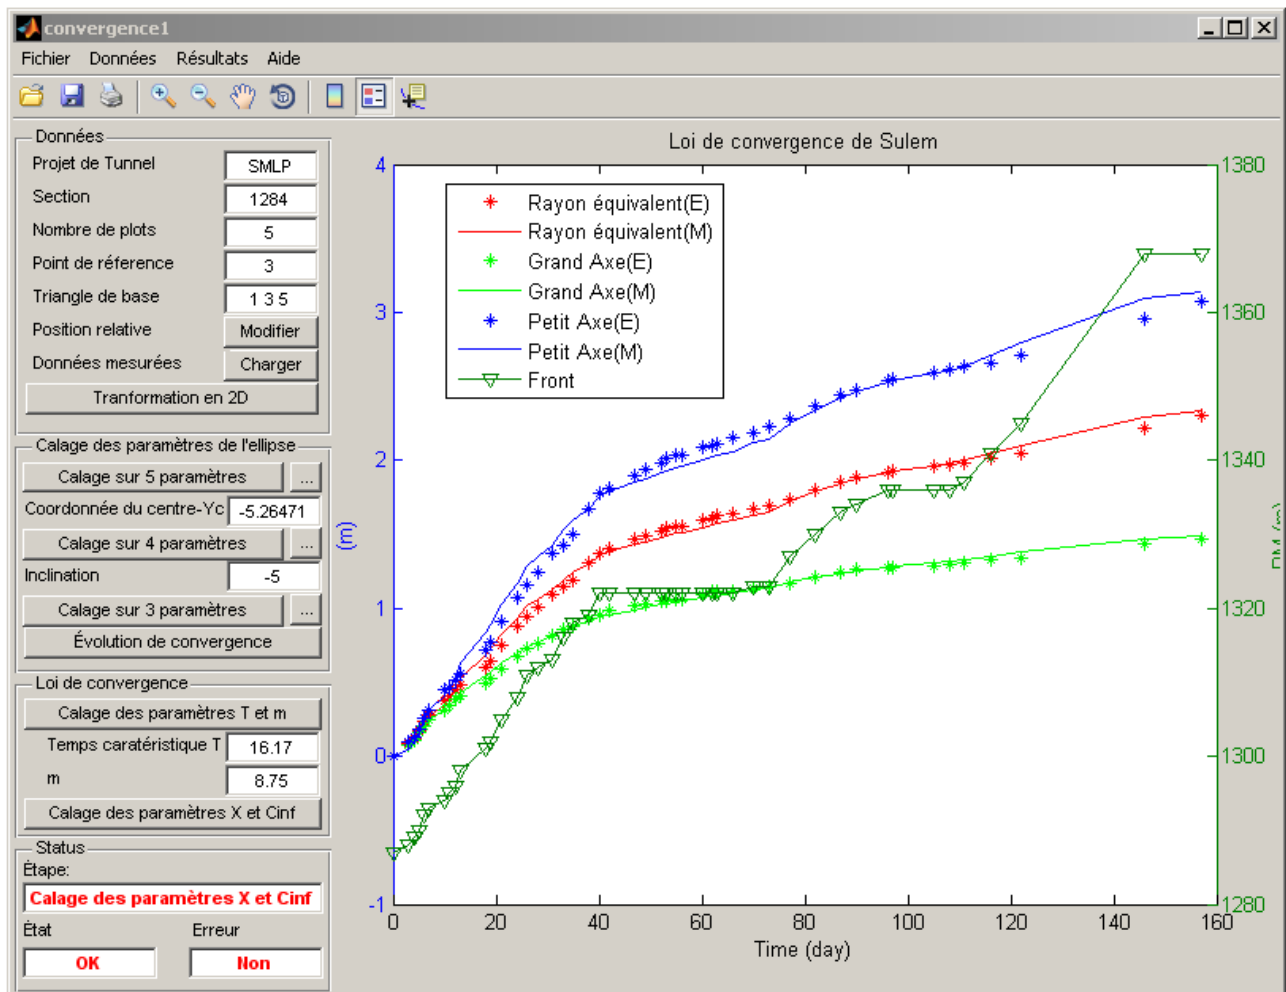 convergence1
Fichier Données Résultats Aide
Données
Projet de Tunnel SMLP
Section 1284
Nombre de plots 5
Point de réference 3
Triangle de base 1 3 5
Position relative Modifier
Données mesurées Charger
Tranformation en 2D
Calage des paramètres de l'ellipse
Calage sur 5 paramètres ...
Coordonnée du centre-Yc -5.26471
Calage sur 4 paramètres ...
Inclination -5
Calage sur 3 paramètres ...
Évolution de convergence
Loi de convergence
Calage des paramètres T et m
Temps caratéristique T 16.17
m 8.75
Calage des paramètres X et Cinf
Status
Étape:
Calage des paramètres X et Cinf
État Erreur
OK Non
Loi de convergence de Sulem
Rayon équivalent(E)
Rayon équivalent(M)
Grand Axe(E)
Grand Axe(M)
Petit Axe(E)
Petit Axe(M)
Front
4
3
2
1
0
-1
(m)
1380
1360
1340
1320
1300
1280
PM (m)
0 20 40 60 80 100 120 140 160
Time (day)